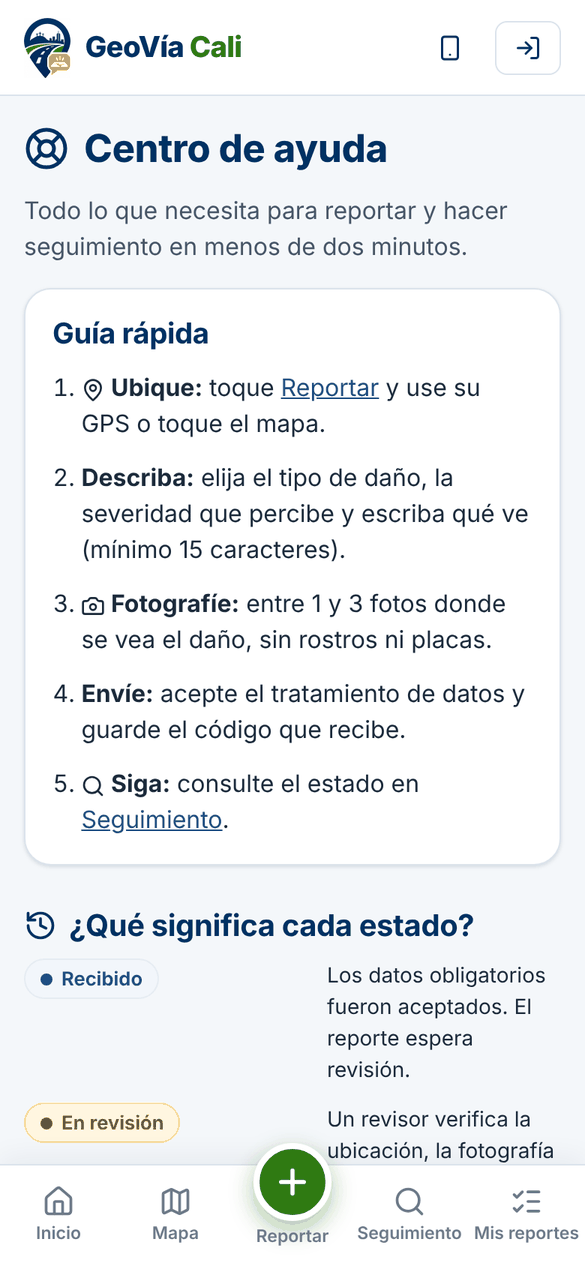 GeoVía Cali
Centro de ayuda
Todo lo que necesita para reportar y hacer
seguimiento en menos de dos minutos.
Guía rápida
1. Ubique: toque Reportar y use su
GPS o toque el mapa.
2. Describa: elija el tipo de daño, la
severidad que percibe y escriba qué ve
(mínimo 15 caracteres).
3. Fotografíe: entre 1 y 3 fotos donde
se vea el daño, sin rostros ni placas.
4. Envíe: acepte el tratamiento de datos y
guarde el código que recibe.
5. Siga: consulte el estado en
Seguimiento.
¿Qué significa cada estado?
Recibido
Los datos obligatorios
fueron aceptados. El
reporte espera
revisión.
En revisión
Un revisor verifica la
ubicación, la fotografía
Inicio
Mapa
Reportar
Seguimiento
Mis reportes